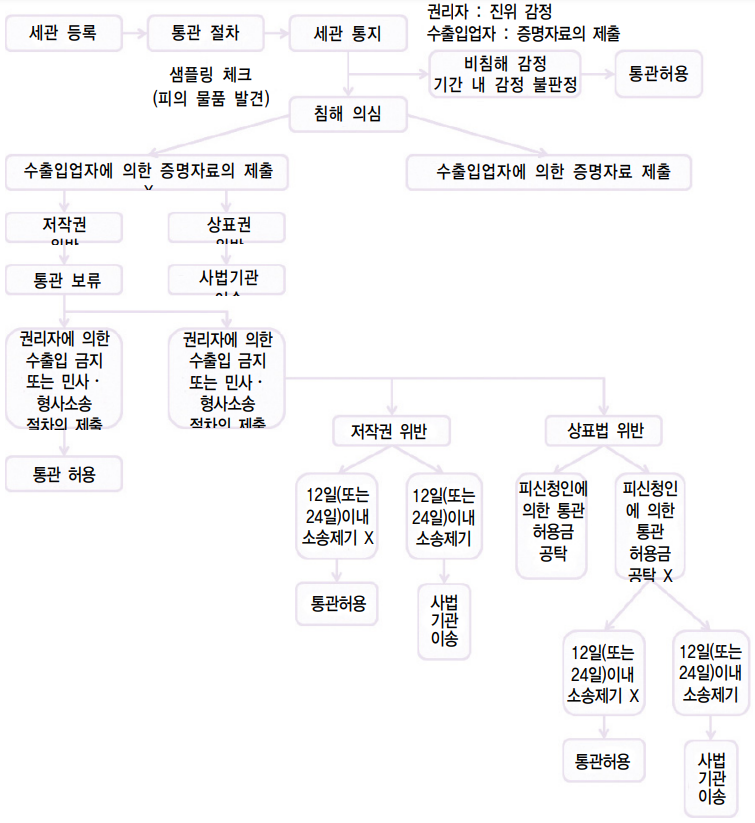 권리자 : 진위 감정
수출입업자 : 증명자료의 제출
세관 등록
통관 절차
세관 통지
샘플링 체크
(피의 물품 발견)
비침해 감정
기간 내 감정 불판정
통관허용
침해 의심
수출입업자에 의한 증명자료의 제출
X
수출입업자에 의한 증명자료 제출
저작권
위반
상표권
위반
통관 보류
사법기관
이송
권리자에 의한
수출입 금지
또는 민사ㆍ
형사소송
절차의 제출
권리자에 의한
수출입 금지
또는 민사ㆍ
형사소송
절차의 제출
통관 허용
저작권 위반
상표법 위반
12일(또는
24일)이내
소송제기 X
12일(또는
24일)이내
소송제기
피신청인에
의한 통관
허용금
공탁
피신청인
에 의한
통관
허용금
공탁 X
통관허용
사법
기관
이송
12일(또는
24일)이내
소송제기 X
12일(또는
24일)이내
소송제기
통관허용
사법
기관
이송